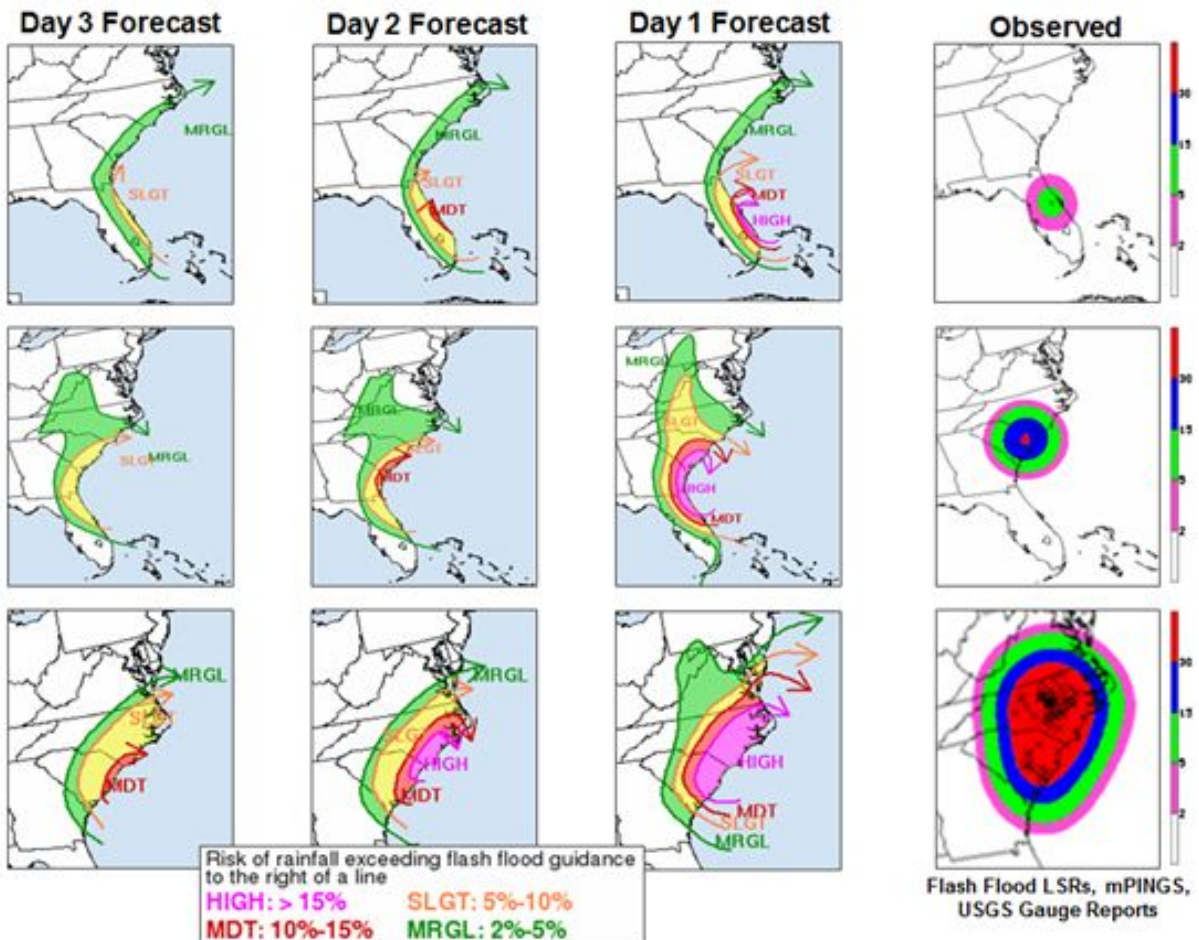 Day 3 Forecast Day 2 Forecast Day 1 Forecast Observed
MRGL
SLGT
MRGL
SLGT
MDT
MRGL
SLGT
MDT
HIGH
30
15
5
2
SLGT
MRGL
MRGL
SLGT
MDT
MRGL
SLGT
HIGH
MDT
30
15
5
2
MRGL
SLGT
MDT
MRGL
SLGT
HIGH
MDT
HIGH
MDT
SLGT
MRGL
30
15
5
2
Risk of rainfall exceeding flash flood guidance
to the right of a line
HIGH: > 15% SLGT: 5%-10%
MDT: 10%-15% MRGL: 2%-5%
Flash Flood LSRs, mPINGS,
USGS Gauge Reports